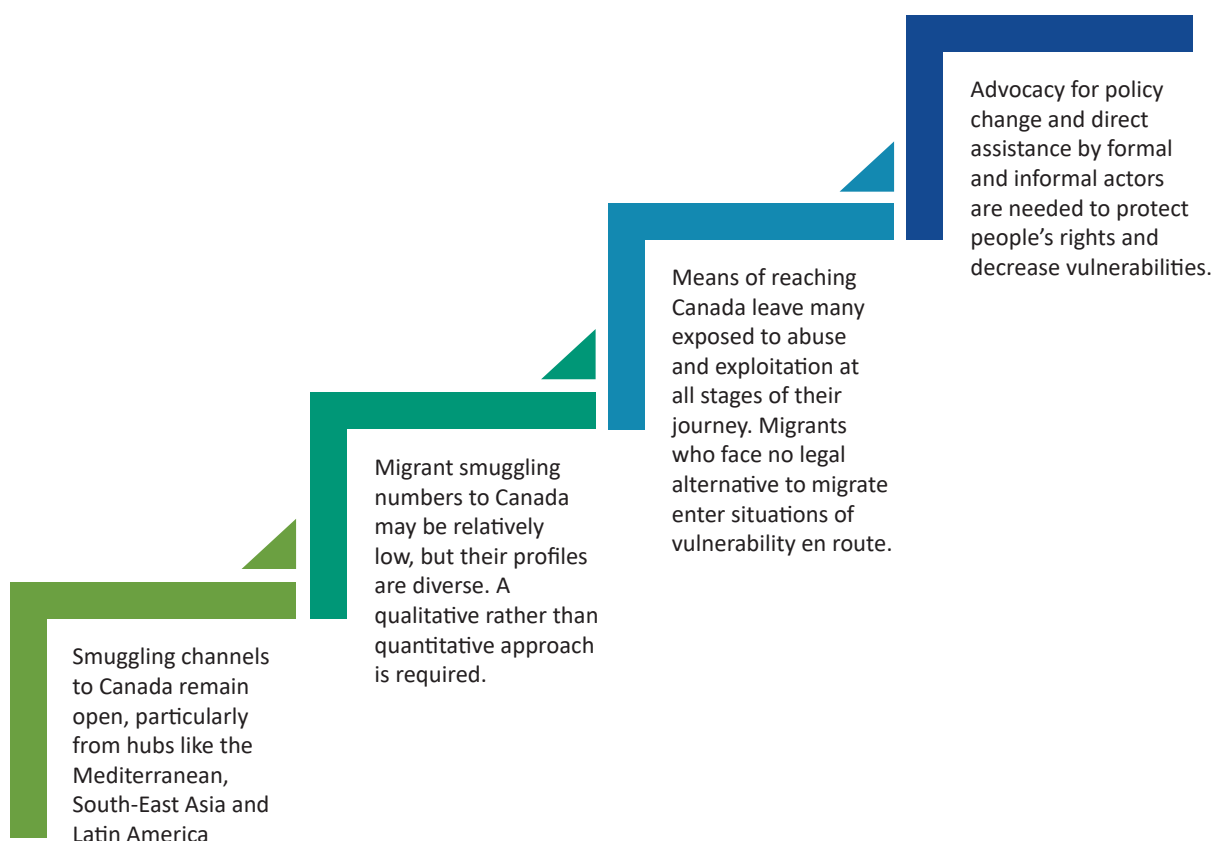 Advocacy for policy
change and direct
assistance by formal
and informal actors
are needed to protect
people’s rights and
decrease vulnerabilities.
Means of reaching
Canada leave many
exposed to abuse
and exploitation at
all stages of their
journey. Migrants
who face no legal
alternative to migrate
enter situations of
vulnerability en route.
Migrant smuggling
numbers to Canada
may be relatively
low, but their profiles
are diverse. A
qualitative rather than
quantitative approach
is required.
Smuggling channels
to Canada remain
open, particularly
from hubs like the
Mediterranean,
South-East Asia and
Latin America